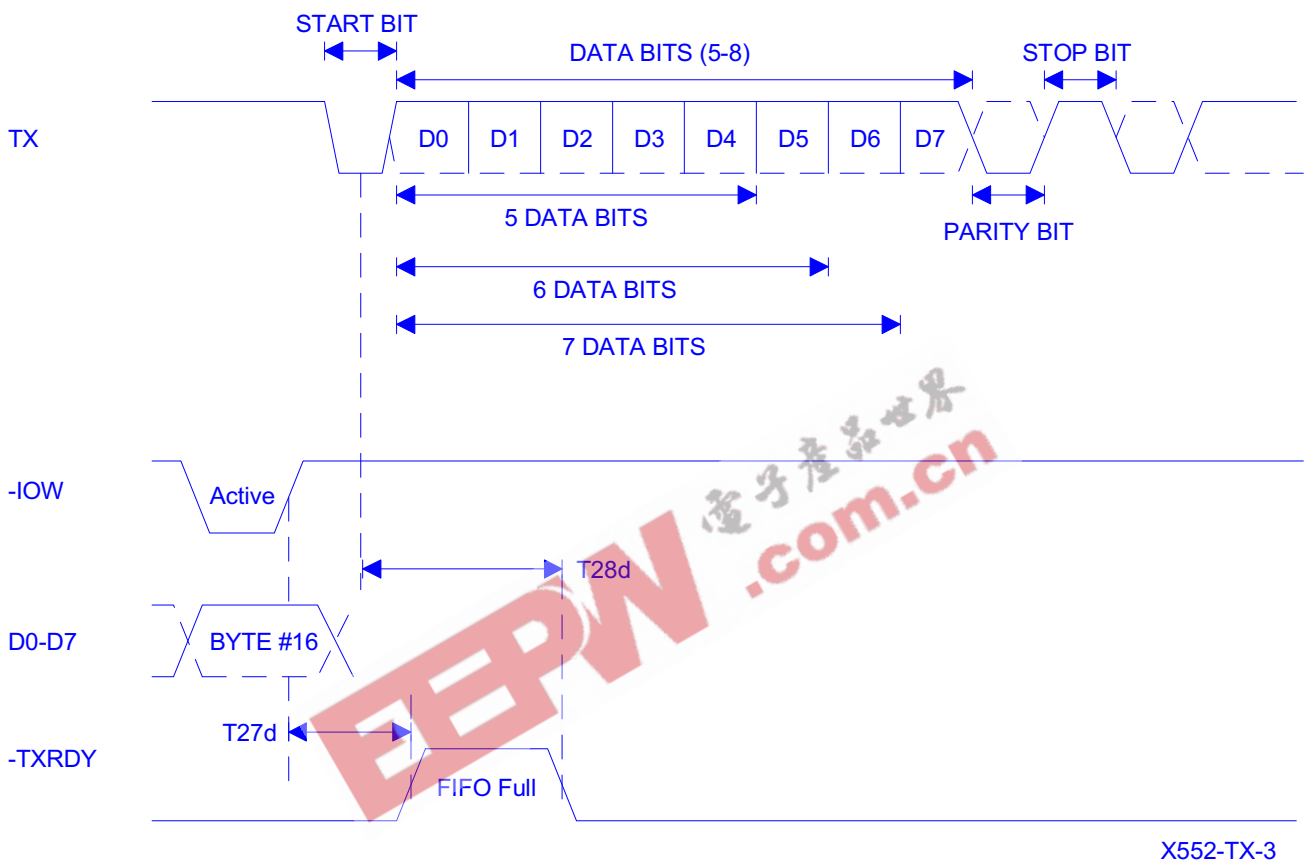 START BIT
DATA BITS (5-8)
STOP BIT
TX
D0 D1 D2 D3 D4 D5 D6 D7
5 DATA BITS
PARITY BIT
6 DATA BITS
7 DATA BITS
電子產品世界
.com.cn
EEPW
-IOW
Active
T28d
D0-D7
BYTE #16
T27d
-TXRDY
FIFO Full
X552-TX-3